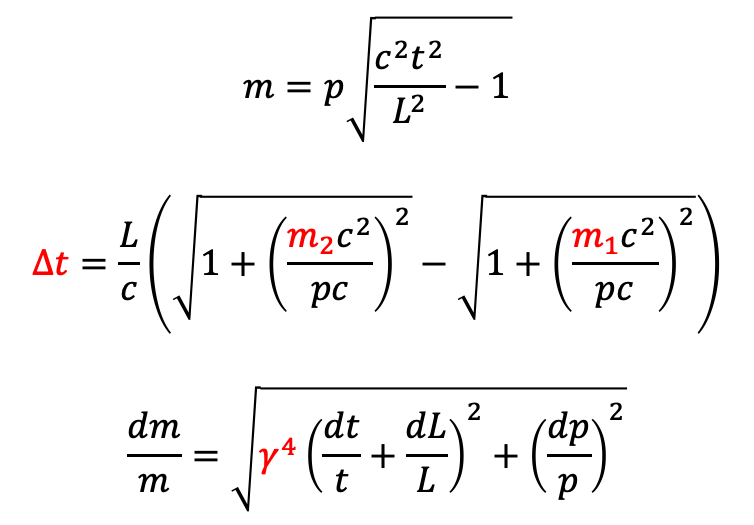 m = p √(c²t²/L² − 1)
Δt = L/c (√(1 + (m₂c²/pc)²) − √(1 + (m₁c²/pc)²))
dm/m = √(γ⁴ (dt/t + dL/L)² + (dp/p)²)